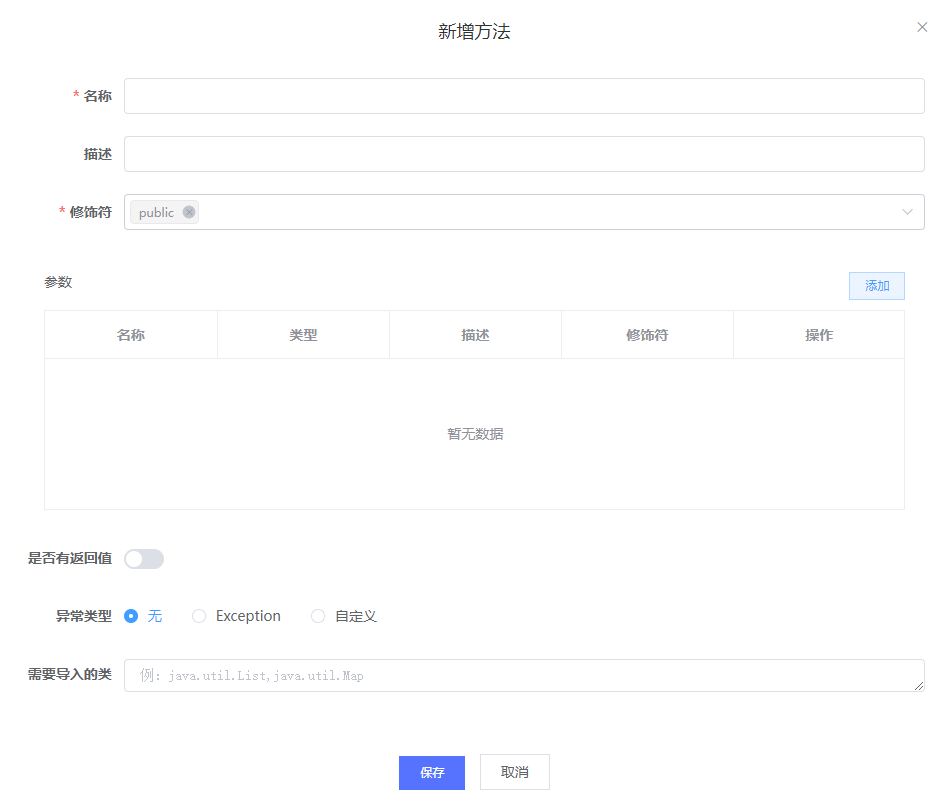 新增方法
* 名称
描述
* 修饰符 public
参数 添加
名称 类型 描述 修饰符 操作
暂无数据
是否有返回值
异常类型 无 Exception 自定义
需要导入的类 例：java.util.List,java.util.Map
保存 取消